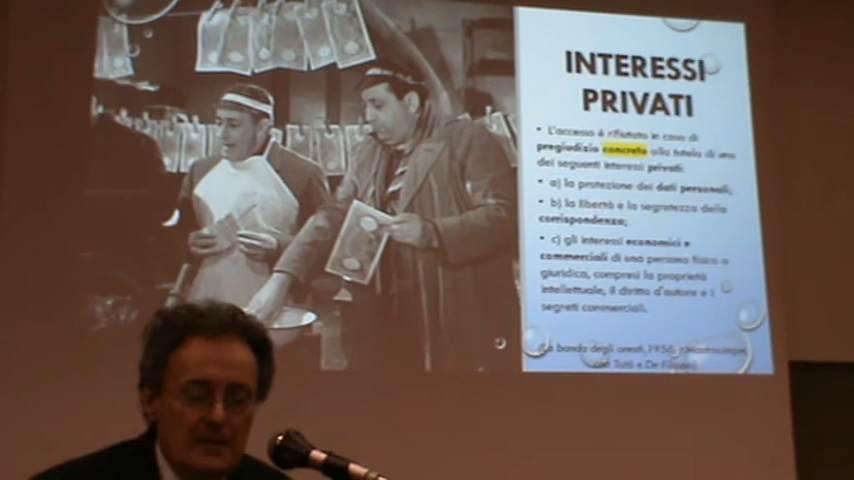 INTERESSI
PRIVATI
• L'accesso è rifiutato in caso di
pregiudizio concreto alla tutela di uno
dei seguenti interessi privati:
• a) la protezione dei dati personali;
• b) la libertà e la segretezza della
corrispondenza;
• c) gli interessi economici e
commerciali di una persona fisica o
giuridica, compresi la proprietà
intellettuale, il diritto d'autore e i
segreti commerciali.
(La banda degli onesti, 1956, r.Mastrocinque
con Totò e De Filippo)